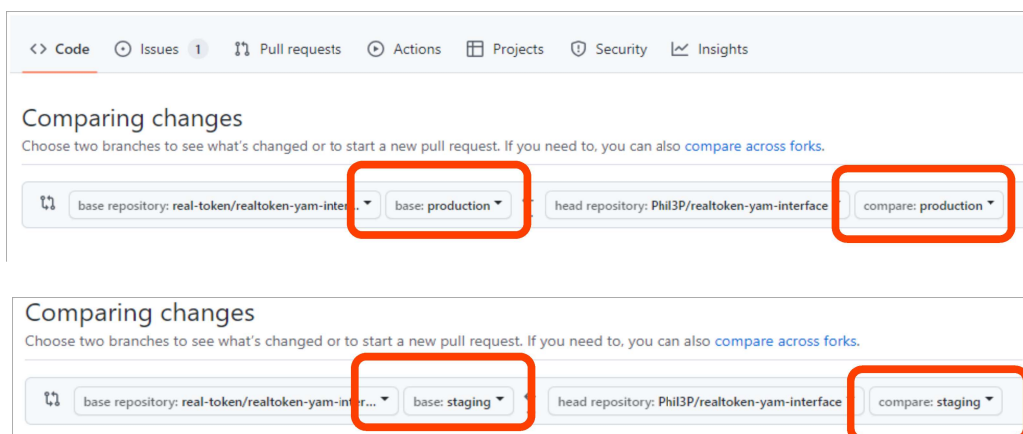 Code Issues 1 Pull requests Actions Projects Security Insights
Comparing changes
Choose two branches to see what's changed or to start a new pull request. If you need to, you can also compare across forks.
base repository: real-token/realtoken-yam-inter... base: production head repository: Phil3P/realtoken-yam-interface compare: production
Comparing changes
Choose two branches to see what's changed or to start a new pull request. If you need to, you can also compare across forks.
base repository: real-token/realtoken-yam-inter... base: staging head repository: Phil3P/realtoken-yam-interface compare: staging